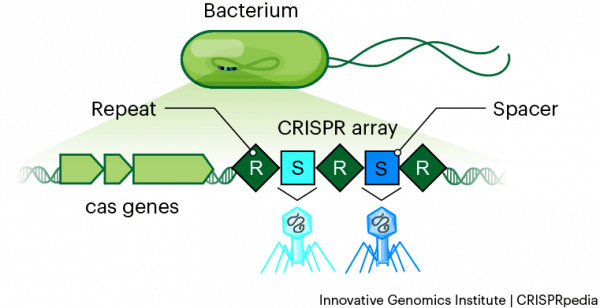 Bacterium
Repeat
Spacer
CRISPR array
R
S
R
S
R
cas genes
Innovative Genomics Institute | CRISPRpedia